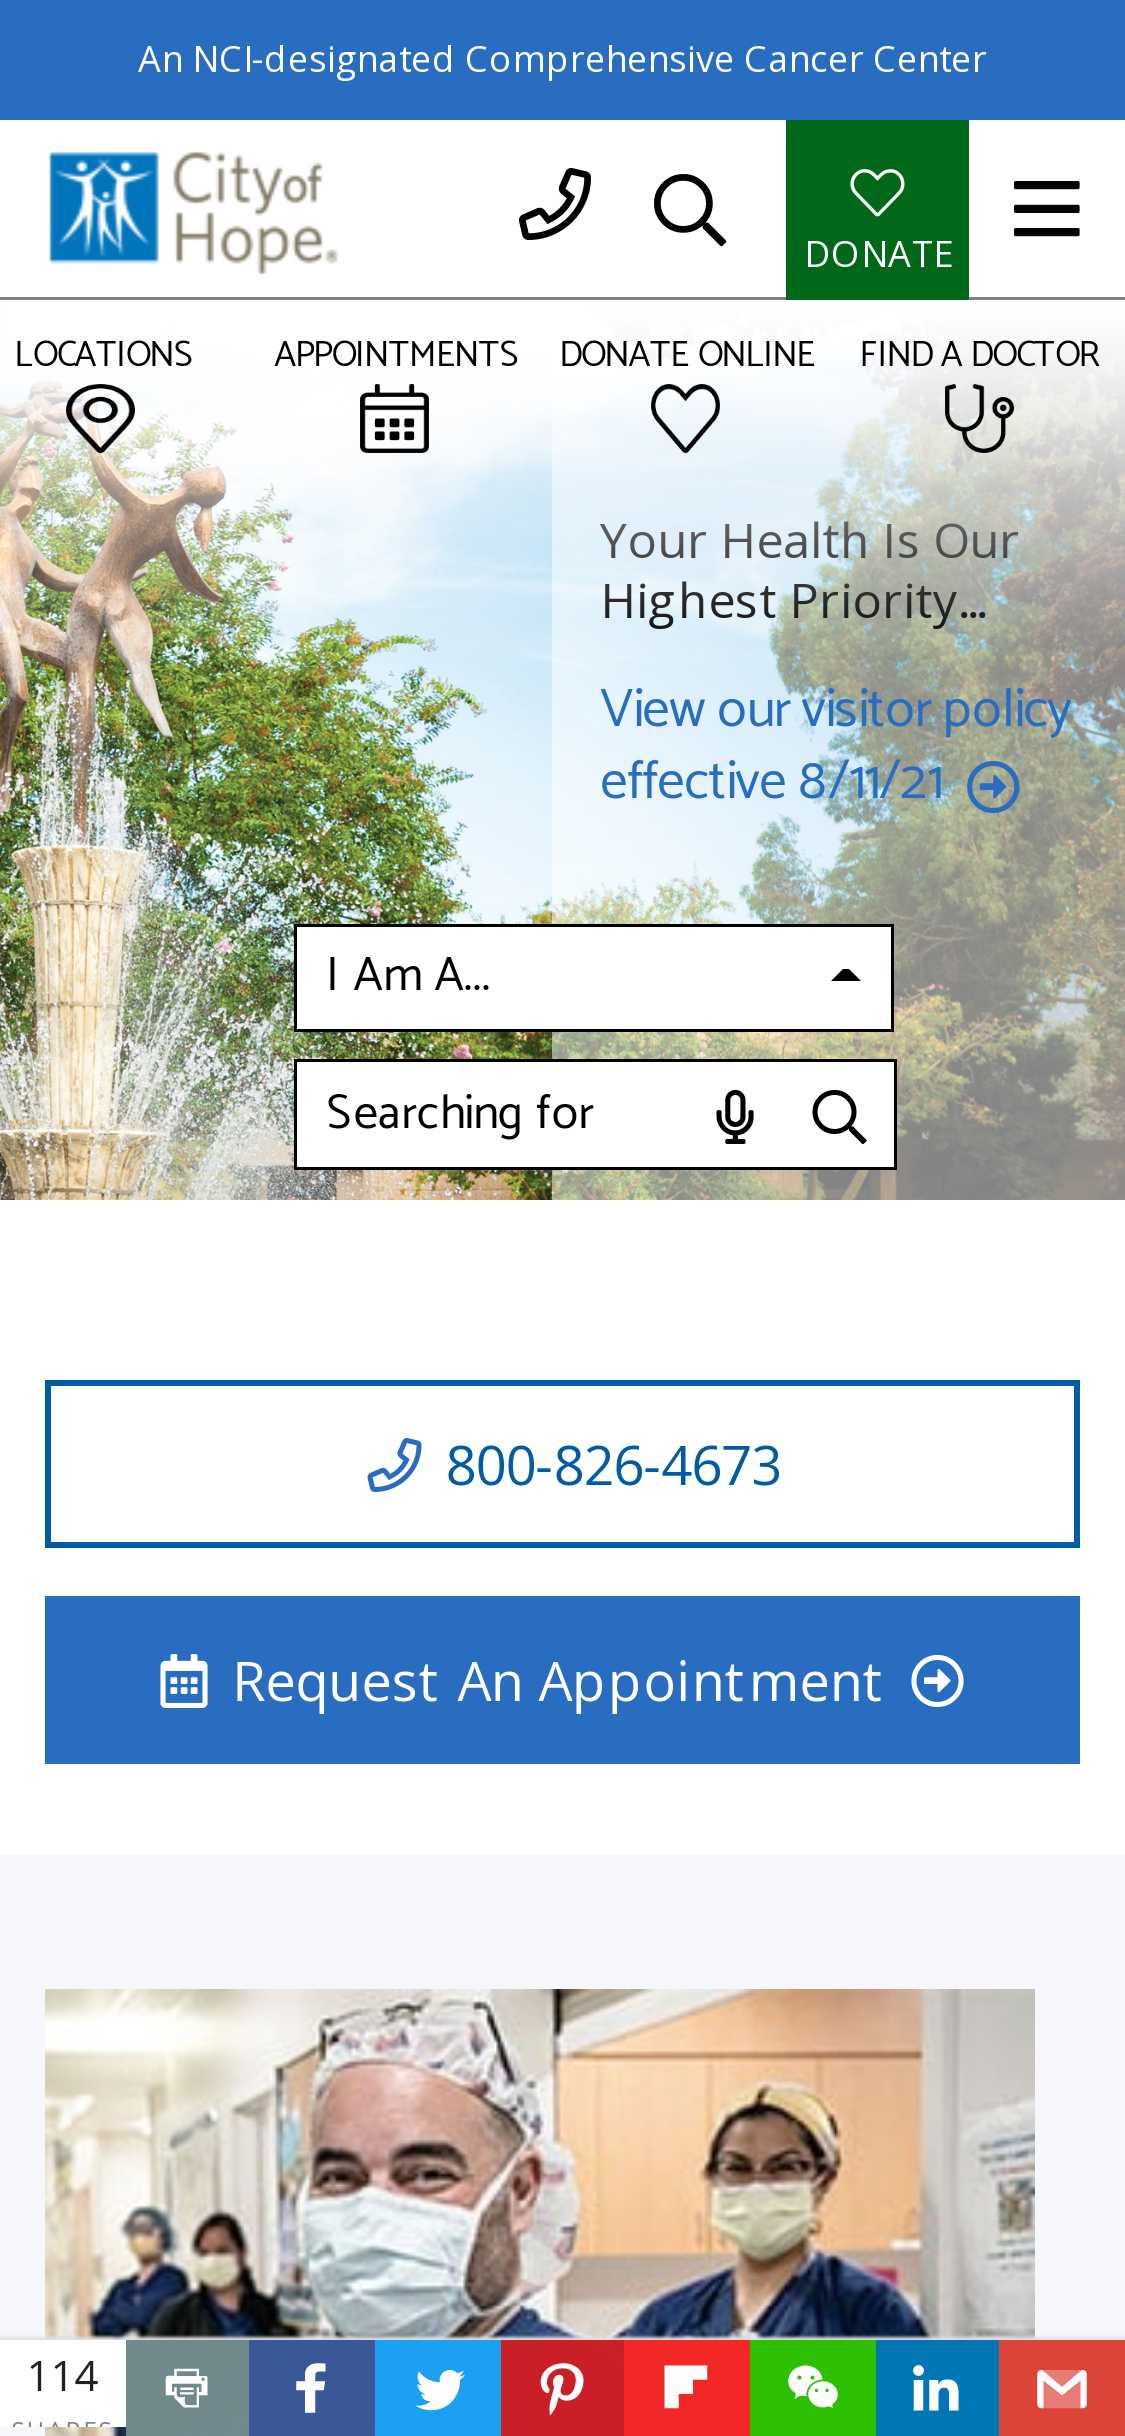 An NCI-designated Comprehensive Cancer Center
City of
Hope®
DONATE
LOCATIONS
APPOINTMENTS
DONATE ONLINE
FIND A DOCTOR
Your Health Is Our
Highest Priority...
View our visitor policy
effective 8/11/21
I Am A...
Searching for
800-826-4673
Request An Appointment
114
SHARES